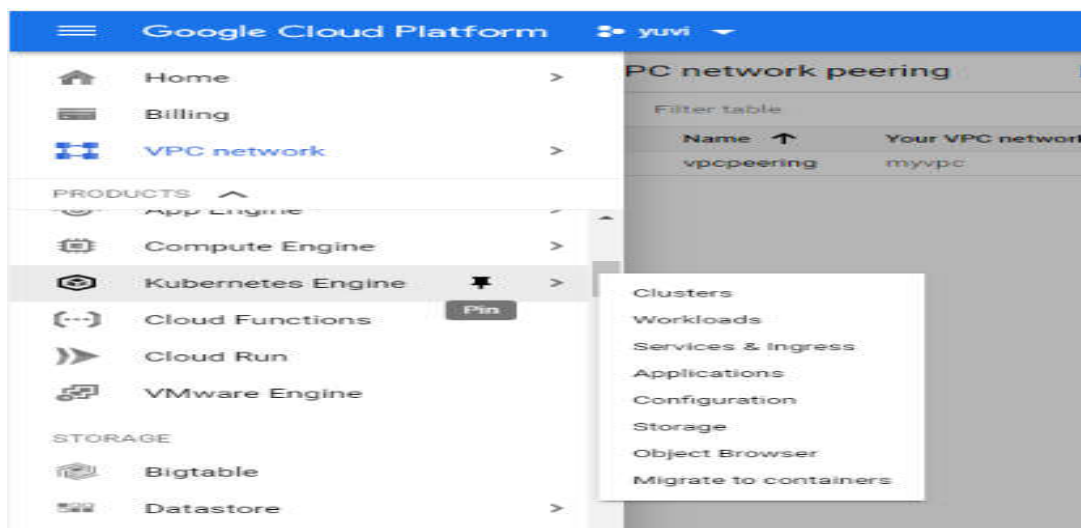 Google Cloud Platform yuvi
Home
Billing
VPC network
PRODUCTS
App Engine
Compute Engine
Kubernetes Engine
Pin
Cloud Functions
Cloud Run
VMware Engine
STORAGE
Bigtable
Datastore
PC network peering
Filter table
Name Your VPC network
vpcpeering myvpc
Clusters
Workloads
Services & Ingress
Applications
Configuration
Storage
Object Browser
Migrate to containers